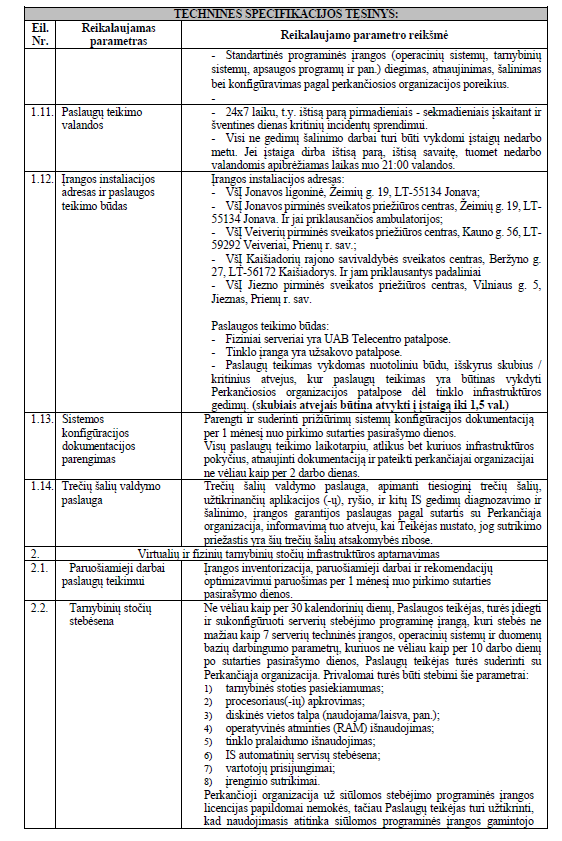 TECHNINĖS SPECIFIKACIJOS TĘSINYS:
Eil. Nr.
Reikalaujamas parametras
Reikalaujamo parametro reikšmė
- Standartinės programinės įrangos (operacinių sistemų, tarnybinių
sistemų, apsaugos programų ir pan.) diegimas, atnaujinimas, šalinimas
bei konfigūravimas pagal perkančiosios organizacijos poreikius.
-
1.11. Paslaugų teikimo
valandos
- 24x7 laiku, t.y. ištisą parą pirmadieniais - sekmadieniais įskaitant ir
šventines dienas kritinių incidentų sprendimui.
- Visi ne gedimų šalinimo darbai turi būti vykdomi įstaigų nedarbo
metu. Jei įstaiga dirba ištisą parą, ištisą savaitę, tuomet nedarbo
valandomis apibrėžiamas laikas nuo 21:00 valandos.
1.12. Įrangos instaliacijos
adresas ir paslaugos
teikimo būdas
Įrangos instaliacijos adresas:
- VšĮ Jonavos ligoninė, Žeimių g. 19, LT-55134 Jonava;
- VšĮ Jonavos pirminės sveikatos priežiūros centras, Žeimių g. 19, LT-
55134 Jonava. Ir jai priklausančios ambulatorijos;
- VšĮ Veiverių pirminės sveikatos priežiūros centras, Kauno g. 56, LT-
59292 Veiveriai, Prienų r. sav.;
- VšĮ Kaišiadorių rajono savivaldybės sveikatos centras, Beržyno g.
27, LT-56172 Kaišiadorys. Ir jam priklausantys padaliniai
- VšĮ Jiezno pirminės sveikatos priežiūros centras, Vilniaus g. 5,
Jieznas, Prienų r. sav.
Paslaugos teikimo būdas:
- Fiziniai serveriai yra UAB Telecentro patalpose.
- Tinklo įranga yra užsakovo patalpose.
- Paslaugų teikimas vykdomas nuotoliniu būdu, išskyrus skubius /
kritinius atvejus, kur paslaugų teikimas yra būtinas vykdyti
Perkančiosios organizacijos patalpose dėl tinklo infrastruktūros
gedimų. (skubiais atvejais būtina atvykti į įstaigą iki 1,5 val.)
1.13. Sistemos
konfigūracijos
dokumentacijos
parengimas
Parengti ir suderinti prižiūrimų sistemų konfigūracijos dokumentaciją
per 1 mėnesį nuo pirkimo sutarties pasirašymo dienos.
Visų paslaugų teikimo laikotarpiu, atlikus bet kuriuos infrastruktūros
pokyčius, atnaujinti dokumentaciją ir pateikti perkančiajai organizacijai
ne vėliau kaip per 2 darbo dienas.
1.14. Trečių šalių valdymo
paslauga
Trečių šalių valdymo paslauga, apimanti tiesioginį trečių šalių,
užtikrinančių aplikacijos (-ų), ryšio, ir kitų IS gedimų diagnozavimo ir
šalinimo, įrangos garantijos paslaugas pagal sutartis su Perkančiąja
organizacija, informavimą tuo atveju, kai Teikėjas nustato, jog sutrikimo
priežastis yra šių trečių šalių atsakomybės ribose.
2. Virtualių ir fizinių tarnybinių stočių infrastruktūros aptarnavimas
2.1. Paruošiamieji darbai
paslaugų teikimui
Įrangos inventorizacija, paruošiamieji darbai ir rekomendacijų
optimizavimui paruošimas per 1 mėnesį nuo pirkimo sutarties
pasirašymo dienos.
2.2. Tarnybinių stočių
stebėsena
Ne vėliau kaip per 30 kalendorinių dienų, Paslaugos teikėjas, turės įdiegti
ir sukonfigūruoti serverių stebėjimo programinę įrangą, kuri stebės ne
mažiau kaip 7 serverių techninės įrangos, operacinių sistemų ir duomenų
bazių darbingumo parametrų, kuriuos ne vėliau kaip per 10 darbo dienų
po sutarties pasirašymo dienos, Paslaugų teikėjas turės suderinti su
Perkančiąja organizacija. Privalomai turės būti stebimi šie parametrai:
1) tarnybinės stoties pasiekiamumas;
2) procesoriaus(-ių) apkrovimas;
3) diskinės vietos talpa (naudojama/laisva, pan.);
4) operatyvinės atminties (RAM) išnaudojimas;
5) tinklo pralaidumo išnaudojimas;
6) IS automatinių servisų stebėsena;
7) vartotojų prisijungimai;
8) įrenginio sutrikimai.
Perkančioji organizacija už siūlomos stebėjimo programinės įrangos
licencijas papildomai nemokės, tačiau Paslaugų teikėjas turi užtikrinti,
kad naudojimasis atitinka siūlomos programinės įrangos gamintojo